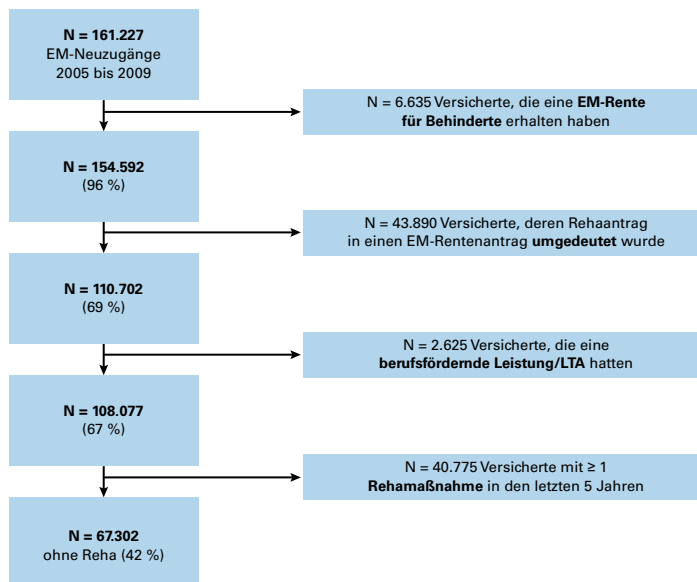 N = 161.227
EM-Neuzugänge
2005 bis 2009
N = 6.635 Versicherte, die eine EM-Rente
für Behinderte erhalten haben
N = 154.592
(96 %)
N = 43.890 Versicherte, deren Rehaantrag
in einen EM-Rentenantrag umgedeutet wurde
N = 110.702
(69 %)
N = 2.625 Versicherte, die eine
berufsfördernde Leistung/LTA hatten
N = 108.077
(67 %)
N = 40.775 Versicherte mit ≥ 1
Rehamaßnahme in den letzten 5 Jahren
N = 67.302
ohne Reha (42 %)